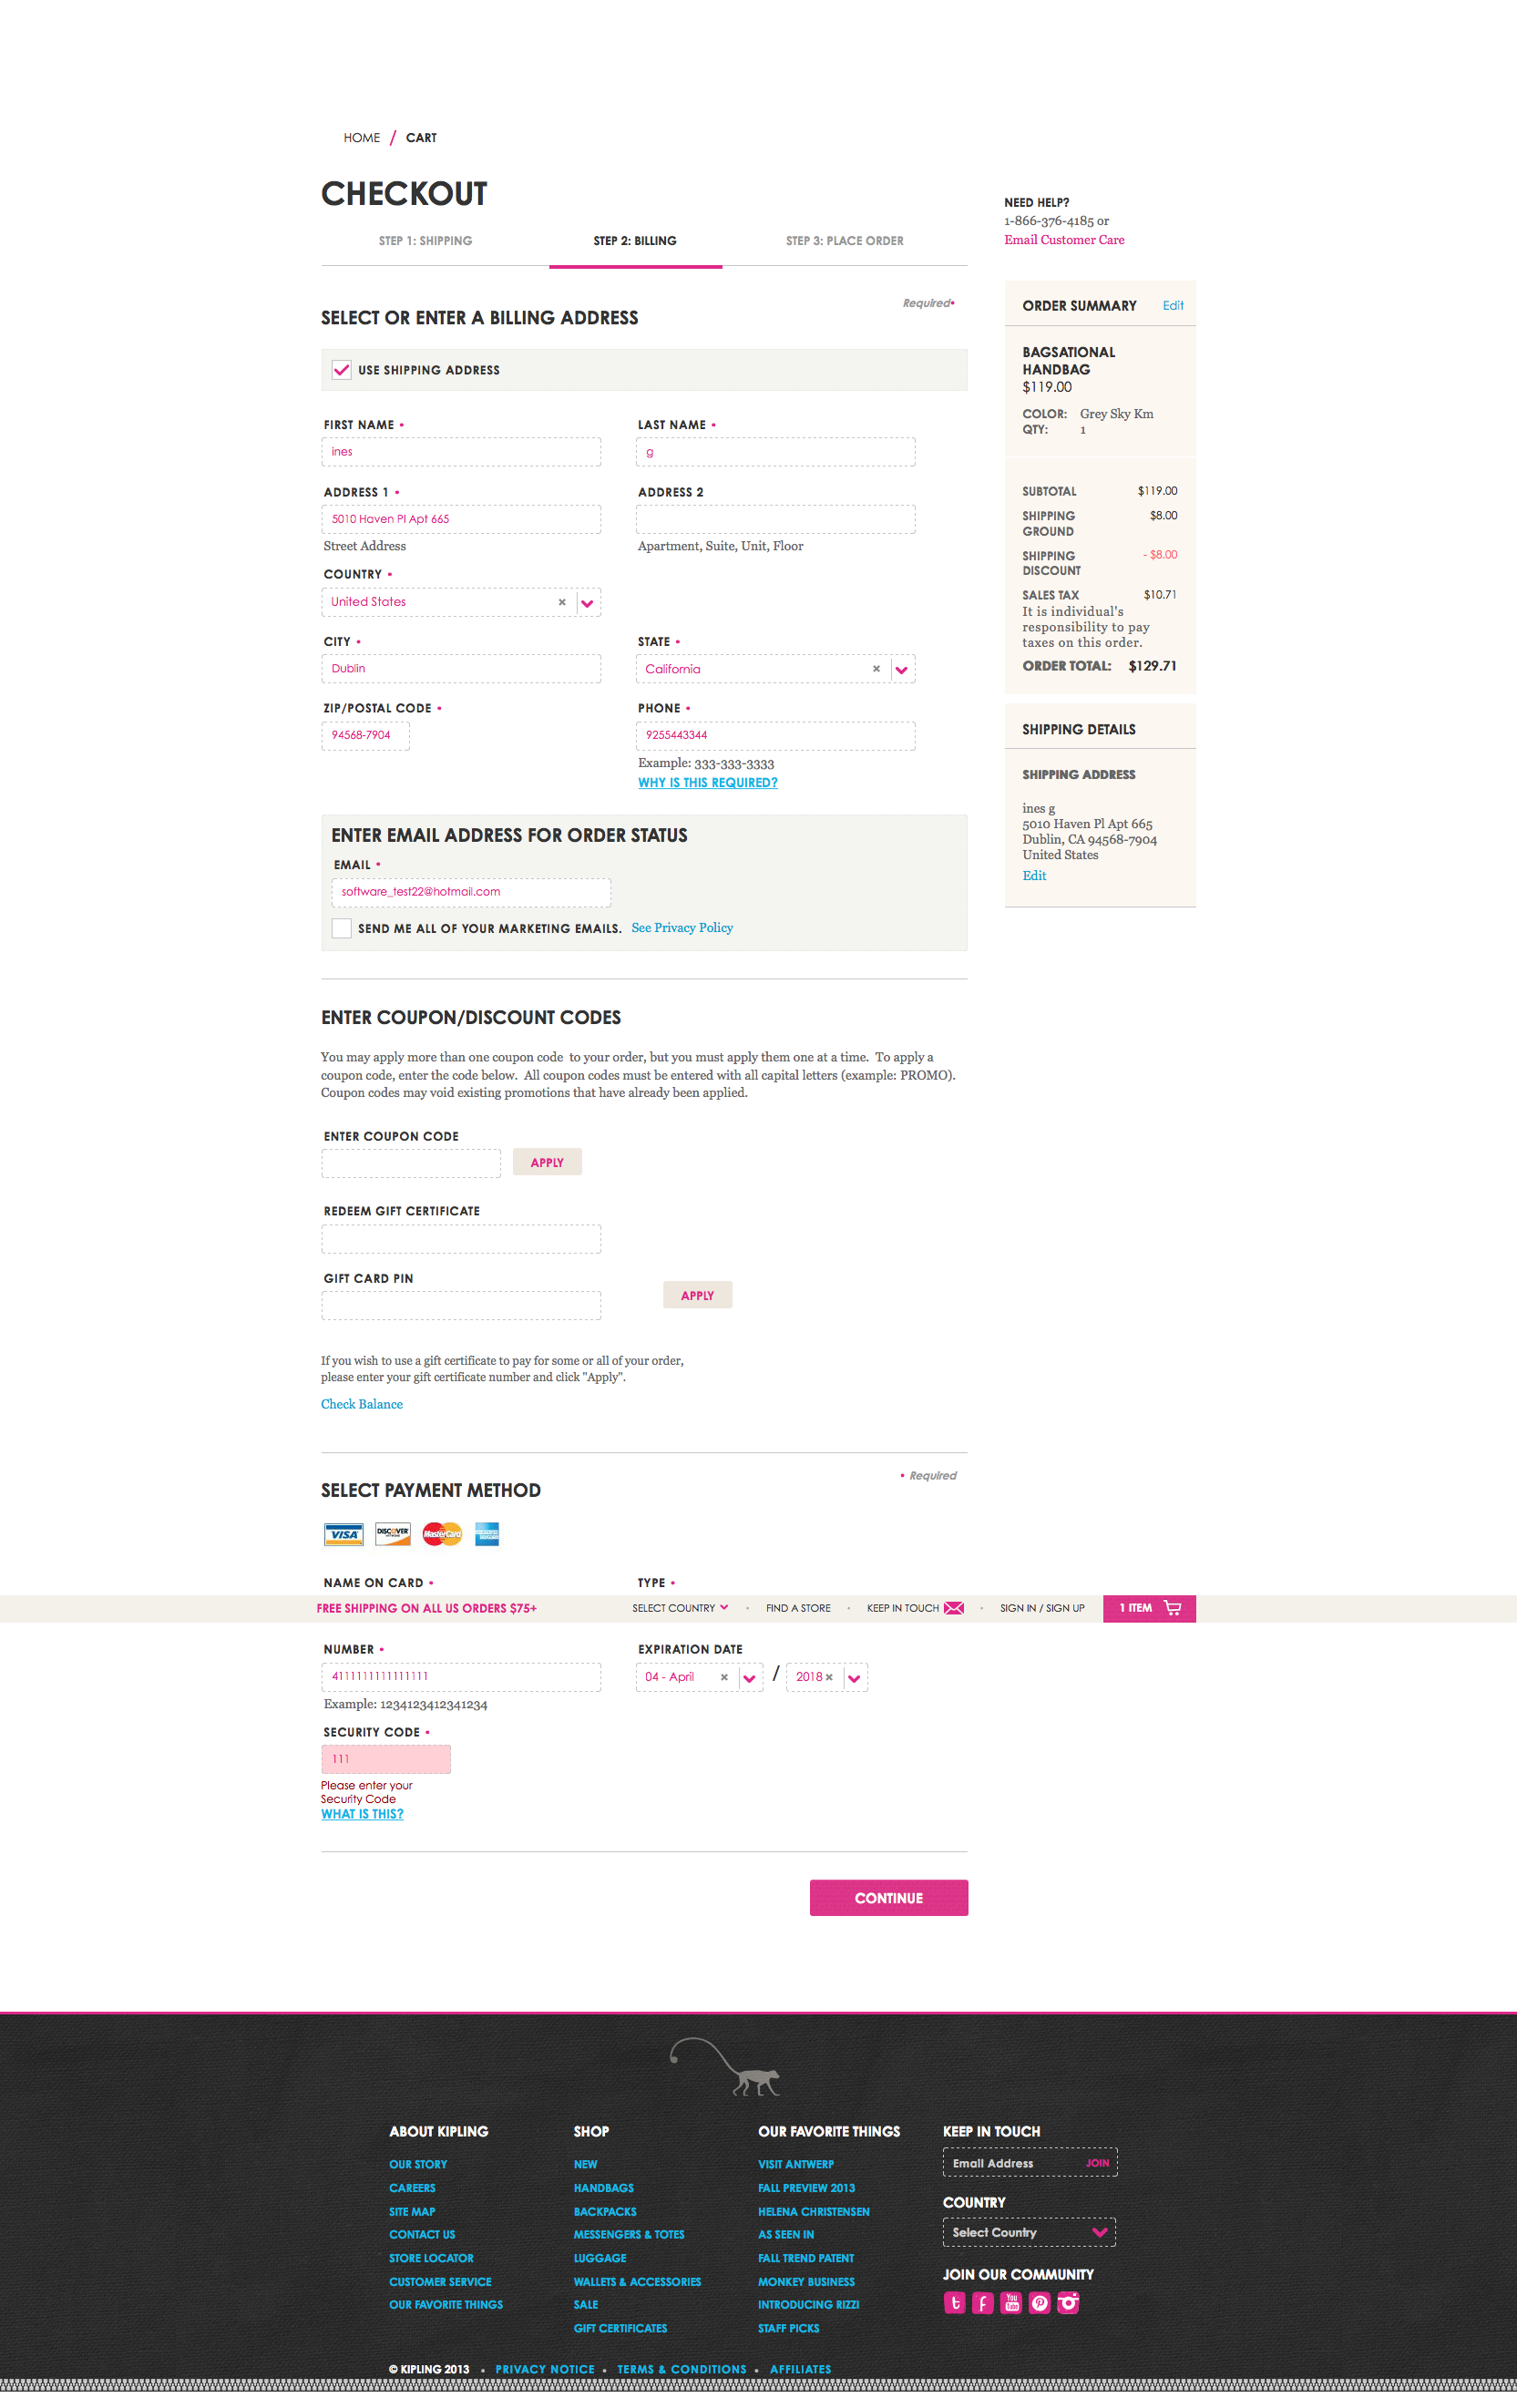 HOME / CART
CHECKOUT
STEP 1: SHIPPING
STEP 2: BILLING
STEP 3: PLACE ORDER
NEED HELP?
1-866-376-4185 or
Email Customer Care
Required•
SELECT OR ENTER A BILLING ADDRESS
USE SHIPPING ADDRESS
FIRST NAME •
LAST NAME •
ines
g
ADDRESS 1 •
ADDRESS 2
5010 Haven Pl Apt 665
Street Address
Apartment, Suite, Unit, Floor
COUNTRY •
United States
CITY •
STATE •
Dublin
California
ZIP/POSTAL CODE •
PHONE •
94568-7904
9255443344
Example: 333-333-3333
WHY IS THIS REQUIRED?
ENTER EMAIL ADDRESS FOR ORDER STATUS
EMAIL •
software_test22@hotmail.com
SEND ME ALL OF YOUR MARKETING EMAILS. See Privacy Policy
ORDER SUMMARY Edit
BAGSATIONAL
HANDBAG
$119.00
COLOR: Grey Sky Km
QTY: 1
SUBTOTAL $119.00
SHIPPING $8.00
GROUND
SHIPPING - $8.00
DISCOUNT
SALES TAX $10.71
It is individual's
responsibility to pay
taxes on this order.
ORDER TOTAL: $129.71
SHIPPING DETAILS
SHIPPING ADDRESS
ines g
5010 Haven Pl Apt 665
Dublin, CA 94568-7904
United States
Edit
ENTER COUPON/DISCOUNT CODES
You may apply more than one coupon code to your order, but you must apply them one at a time. To apply a
coupon code, enter the code below. All coupon codes must be entered with all capital letters (example: PROMO).
Coupon codes may void existing promotions that have already been applied.
ENTER COUPON CODE
APPLY
REDEEM GIFT CERTIFICATE
GIFT CARD PIN
APPLY
If you wish to use a gift certificate to pay for some or all of your order,
please enter your gift certificate number and click "Apply".
Check Balance
• Required
SELECT PAYMENT METHOD
VISA DISCOVER MasterCard
NAME ON CARD •
TYPE •
FREE SHIPPING ON ALL US ORDERS $75+
SELECT COUNTRY • FIND A STORE • KEEP IN TOUCH • SIGN IN / SIGN UP
1 ITEM
NUMBER •
EXPIRATION DATE
4111111111111111
04 - April / 2018
Example: 1234123412341234
SECURITY CODE •
111
Please enter your
Security Code
WHAT IS THIS?
CONTINUE
ABOUT KIPLING
OUR STORY
CAREERS
SITE MAP
CONTACT US
STORE LOCATOR
CUSTOMER SERVICE
OUR FAVORITE THINGS
SHOP
NEW
HANDBAGS
BACKPACKS
MESSENGERS & TOTES
LUGGAGE
WALLETS & ACCESSORIES
SALE
GIFT CERTIFICATES
OUR FAVORITE THINGS
VISIT ANTWERP
FALL PREVIEW 2013
HELENA CHRISTENSEN
AS SEEN IN
FALL TREND PATENT
MONKEY BUSINESS
INTRODUCING RIZZI
STAFF PICKS
KEEP IN TOUCH
Email Address JOIN
COUNTRY
Select Country
JOIN OUR COMMUNITY
You Tube
© KIPLING 2013 • PRIVACY NOTICE • TERMS & CONDITIONS • AFFILIATES